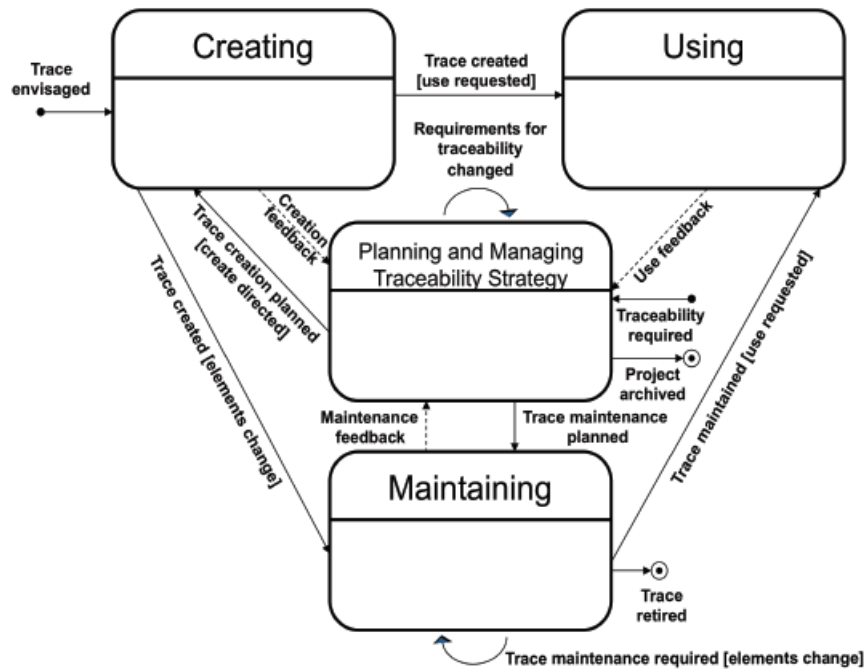 Creating
Using
Trace
envisaged
Trace created
[use requested]
Requirements for
traceability
changed
Creation
feedback
Trace creation planned
[create directed]
Planning and Managing
Traceability Strategy
Use feedback
Traceability
required
Project
archived
Trace created [elements change]
Maintenance
feedback
Trace maintenance
planned
Trace maintained [use requested]
Maintaining
Trace
retired
Trace maintenance required [elements change]